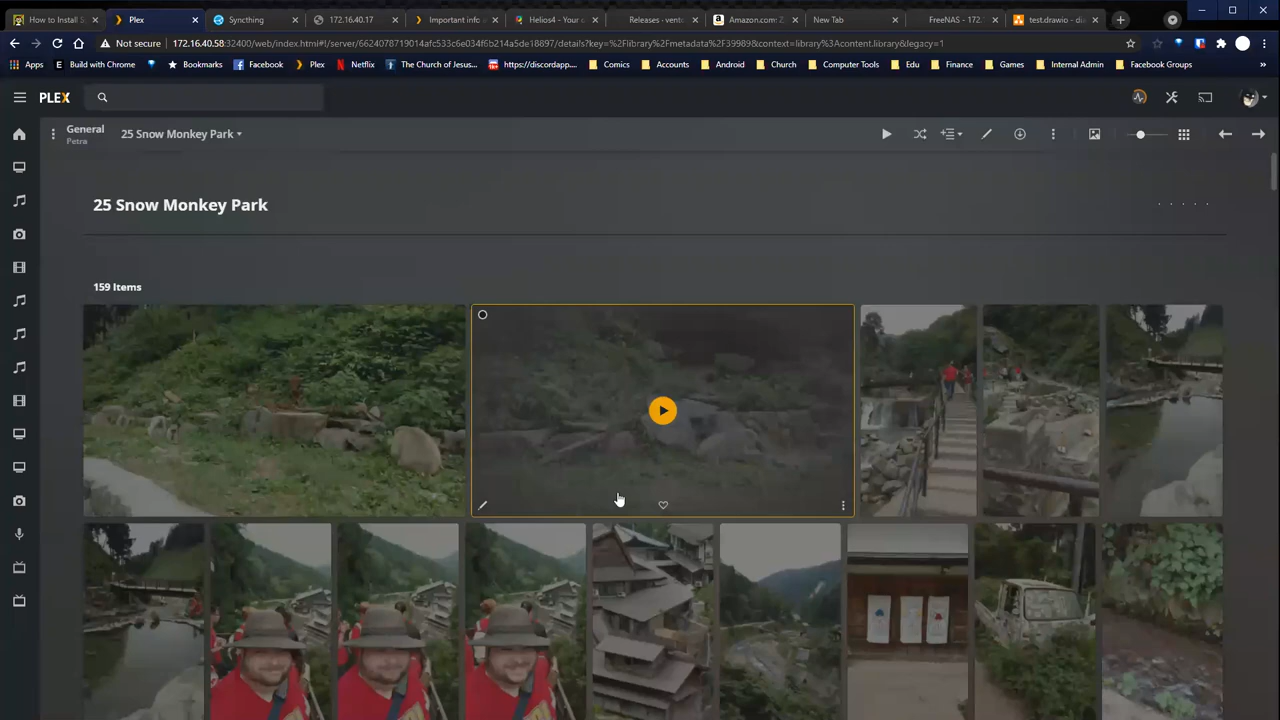 How to Install S
Plex
Syncthing
172.16.40.17
Important info a
Helios4 - Your o
Releases - vento
Amazon.com: Z
New Tab
FreeNAS - 172.1
test.drawio - dia
Not secure
172.16.40.58:32400/web/index.html#!/server/6624078719014afc533c6e034f6b214a5de18897/details?key=%2Flibrary%2Fmetadata%2F39989&context=library%3Acontent.library&legacy=1
Apps
Build with Chrome
Bookmarks
Facebook
Plex
Netflix
The Church of Jesus...
https://discordapp....
Comics
Accounts
Android
Church
Computer Tools
Edu
Finance
Games
Internal Admin
Facebook Groups
»
PLEX
General
Petra
25 Snow Monkey Park
25 Snow Monkey Park
159 Items